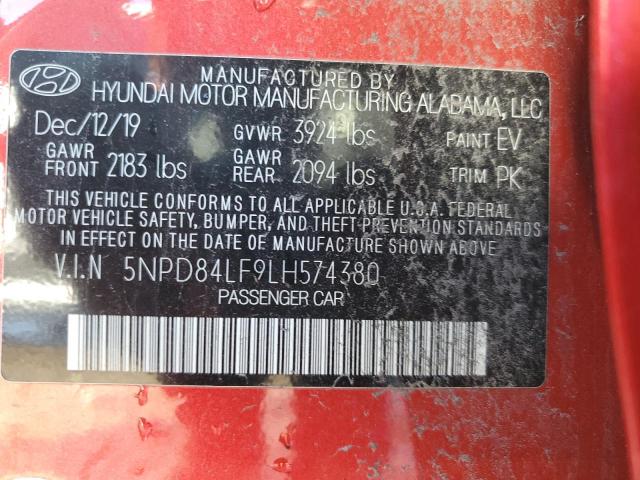 MANUFACTURED BY
HYUNDAI MOTOR MANUFACTURING ALABAMA, LLC
Dec/12/19 GVWR 3924 lbs PAINT EV
GAWR FRONT 2183 lbs GAWR REAR 2094 lbs TRIM PK
THIS VEHICLE CONFORMS TO ALL APPLICABLE U.S.A. FEDERAL
MOTOR VEHICLE SAFETY, BUMPER, AND THEFT-PREVENTION STANDARDS
IN EFFECT ON THE DATE OF MANUFACTURE SHOWN ABOVE
V.I.N 5NPD84LF9LH574380
PASSENGER CAR